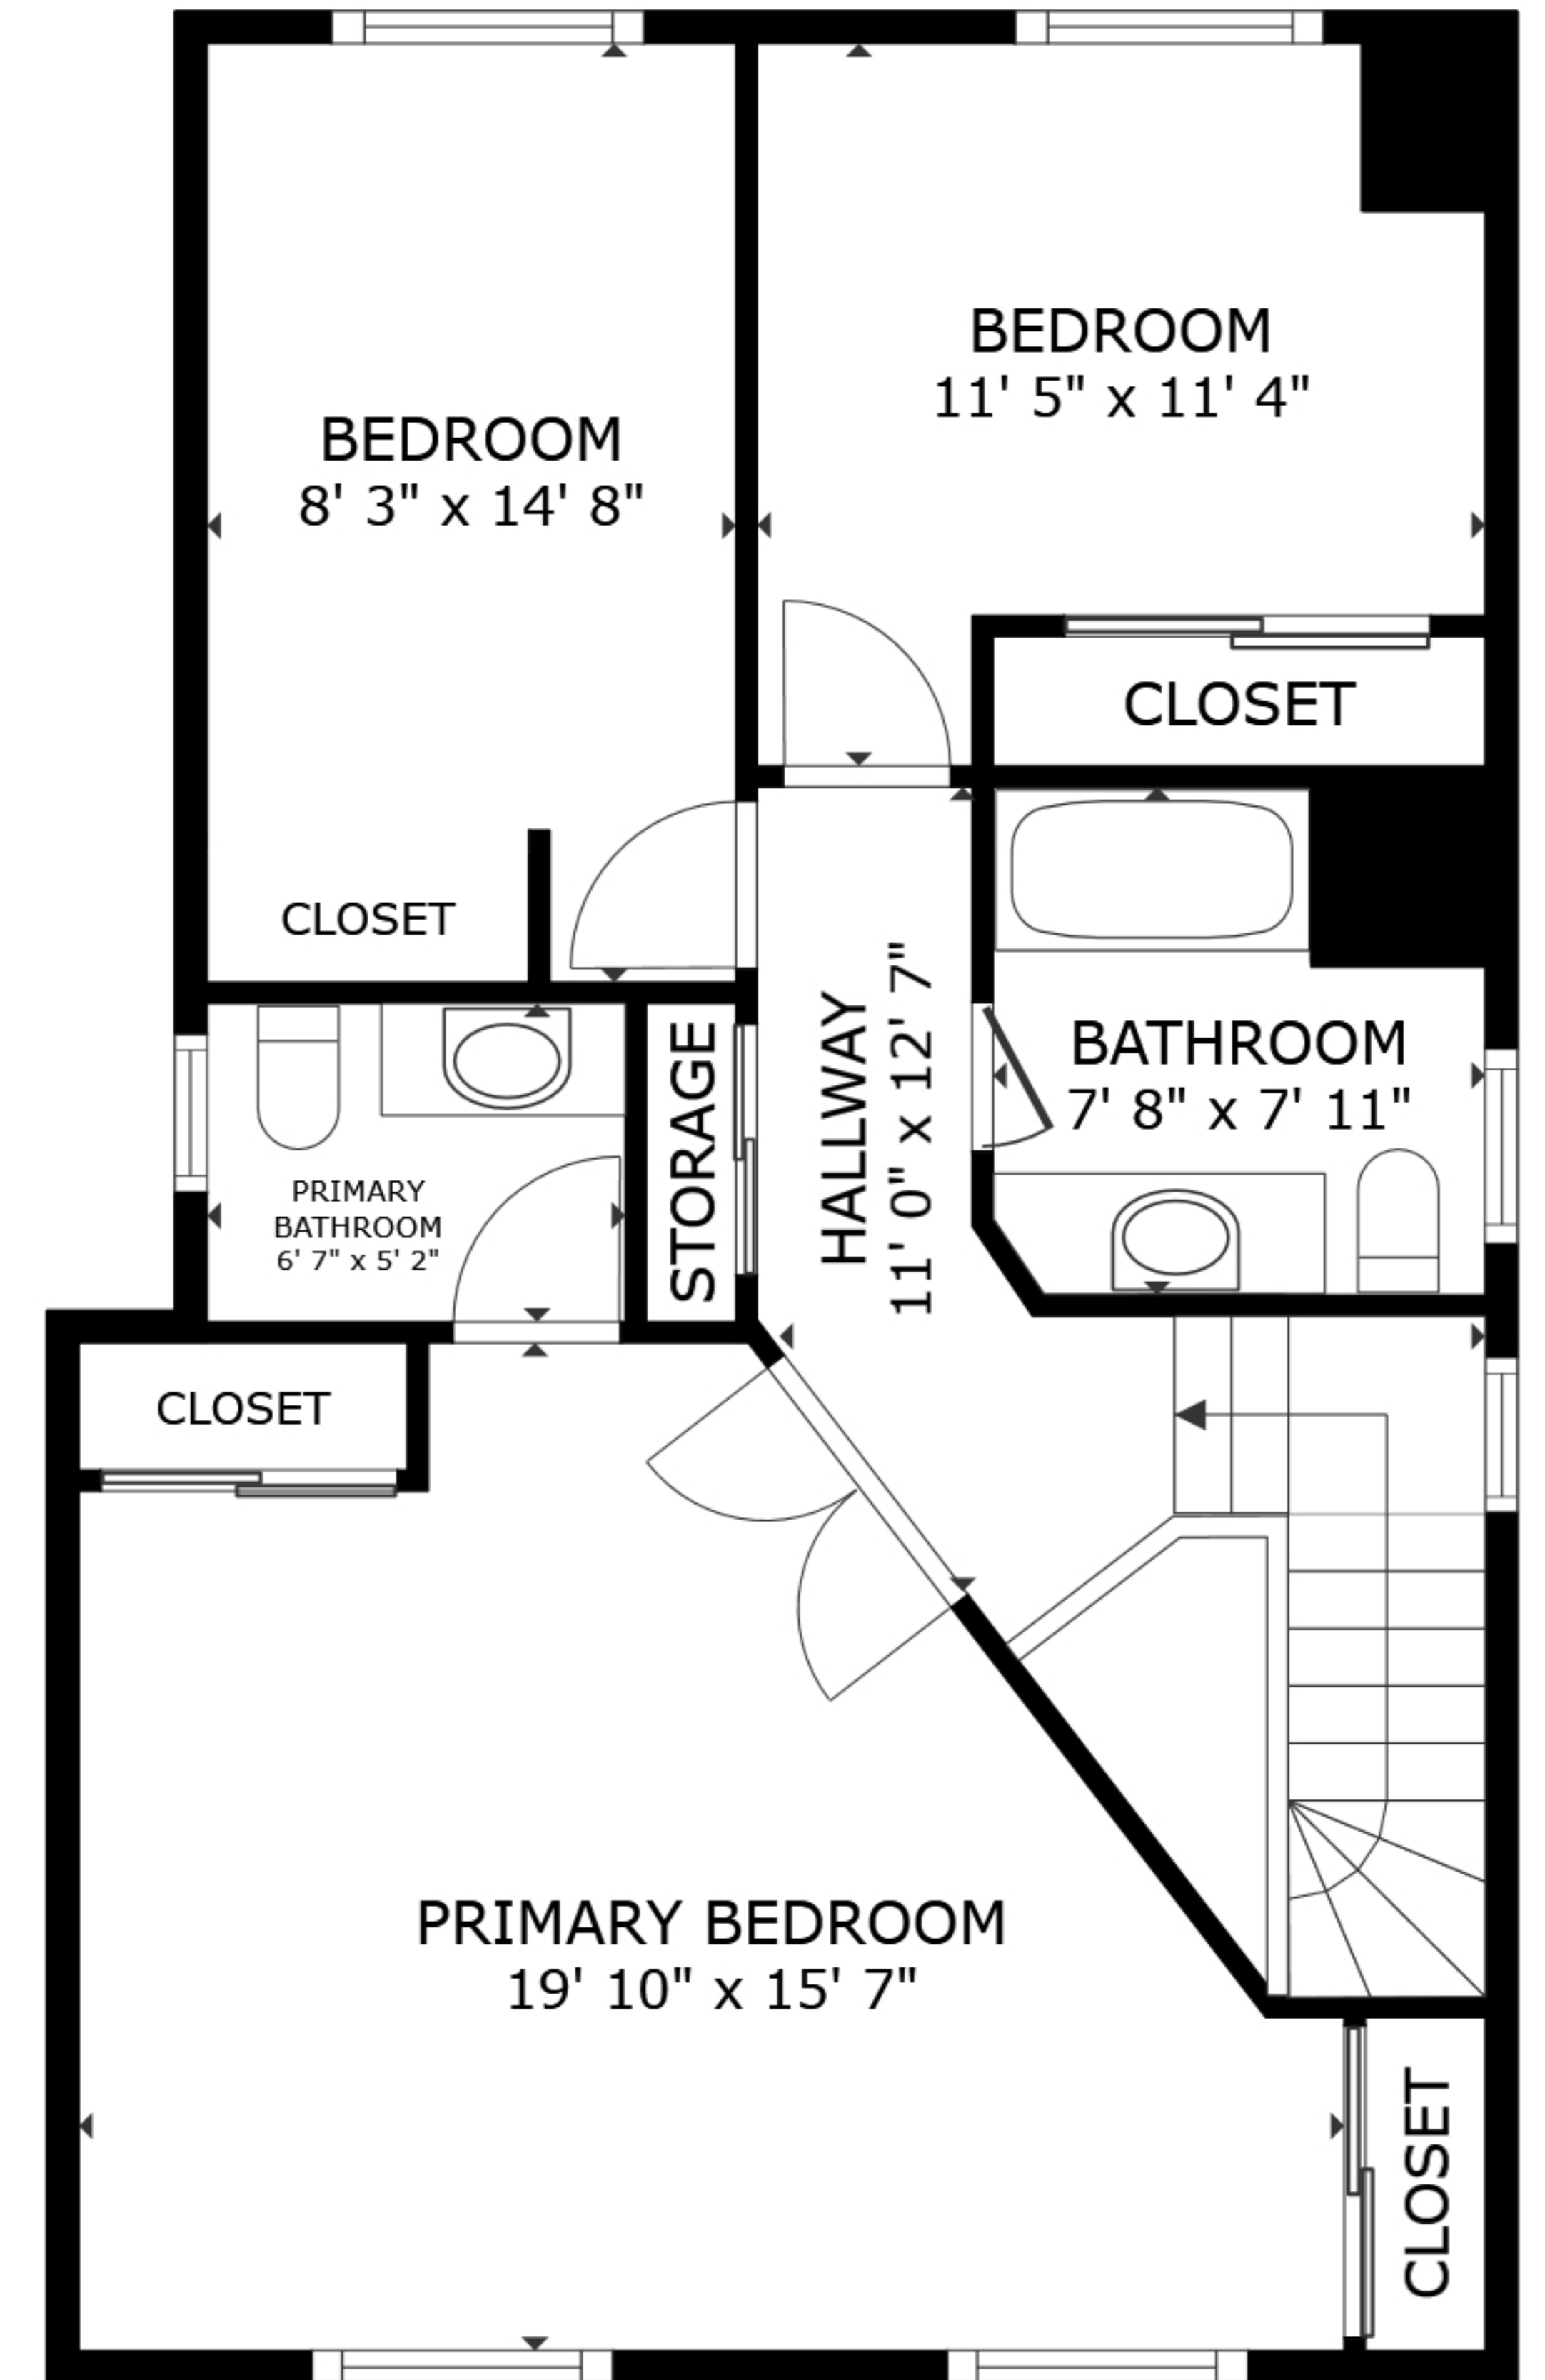 BEDROOM
11' 5" x 11' 4"
BEDROOM
8' 3" x 14' 8"
CLOSET
CLOSET
STORAGE
HALLWAY
11' 0" x 12' 7"
BATHROOM
7' 8" x 7' 11"
PRIMARY
BATHROOM
6' 7" x 5' 2"
CLOSET
PRIMARY BEDROOM
19' 10" x 15' 7"
CLOSET